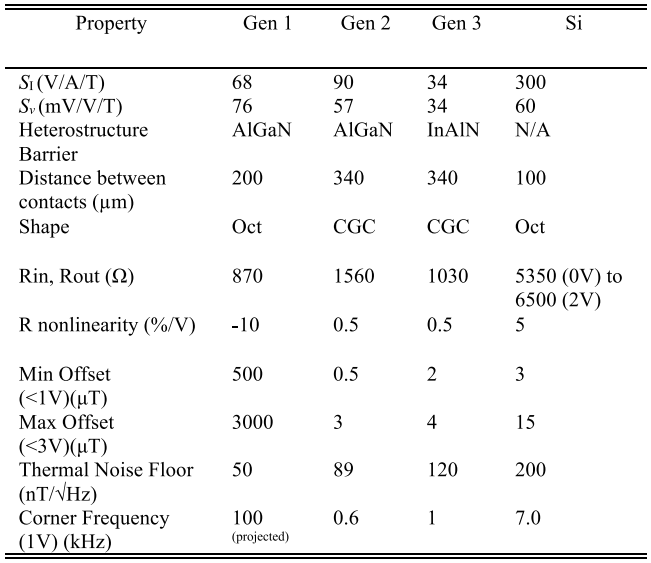 Property Gen 1 Gen 2 Gen 3 Si
S_I (V/A/T) 68 90 34 300
S_v (mV/V/T) 76 57 34 60
Heterostructure AlGaN AlGaN InAlN N/A
Barrier
Distance between 200 340 340 100
contacts (µm)
Shape Oct CGC CGC Oct
Rin, Rout (Ω) 870 1560 1030 5350 (0V) to
6500 (2V)
R nonlinearity (%/V) -10 0.5 0.5 5
Min Offset 500 0.5 2 3
(<1V)(µT)
Max Offset 3000 3 4 15
(<3V)(µT)
Thermal Noise Floor 50 89 120 200
(nT/√Hz)
Corner Frequency 100 0.6 1 7.0
(1V) (kHz) (projected)